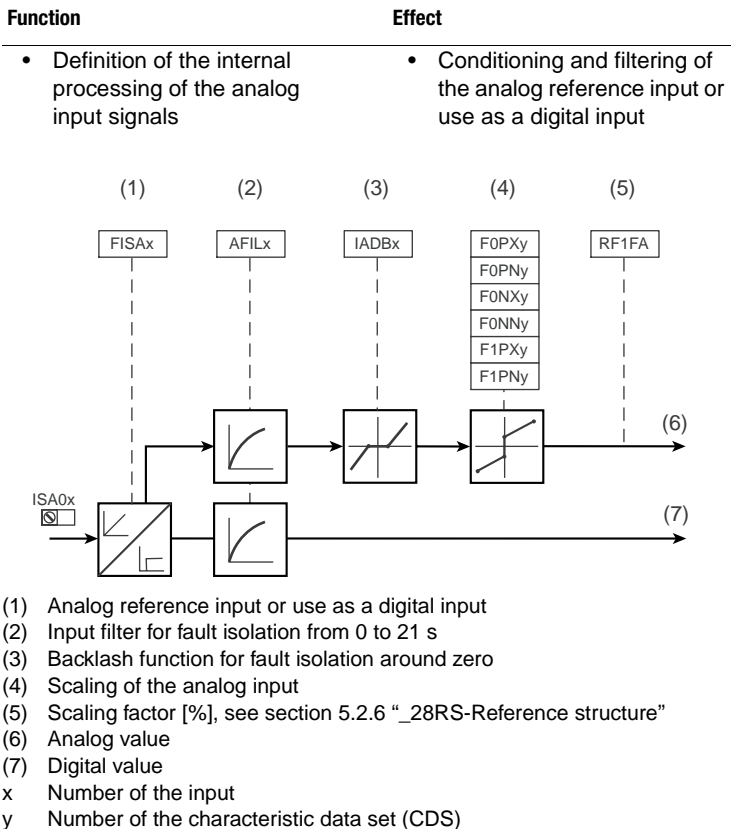 Function Effect
• Definition of the internal
processing of the analog
input signals
• Conditioning and filtering of
the analog reference input or
use as a digital input
(1) (2) (3) (4) (5)
FISAx AFILx IADBx F0PXy RF1FA
F0PNy
F0NXy
F0NNy
F1PXy
F1PNy
(6)
ISA0x
(7)
(1) Analog reference input or use as a digital input
(2) Input filter for fault isolation from 0 to 21 s
(3) Backlash function for fault isolation around zero
(4) Scaling of the analog input
(5) Scaling factor [%], see section 5.2.6 “_28RS-Reference structure”
(6) Analog value
(7) Digital value
x Number of the input
y Number of the characteristic data set (CDS)